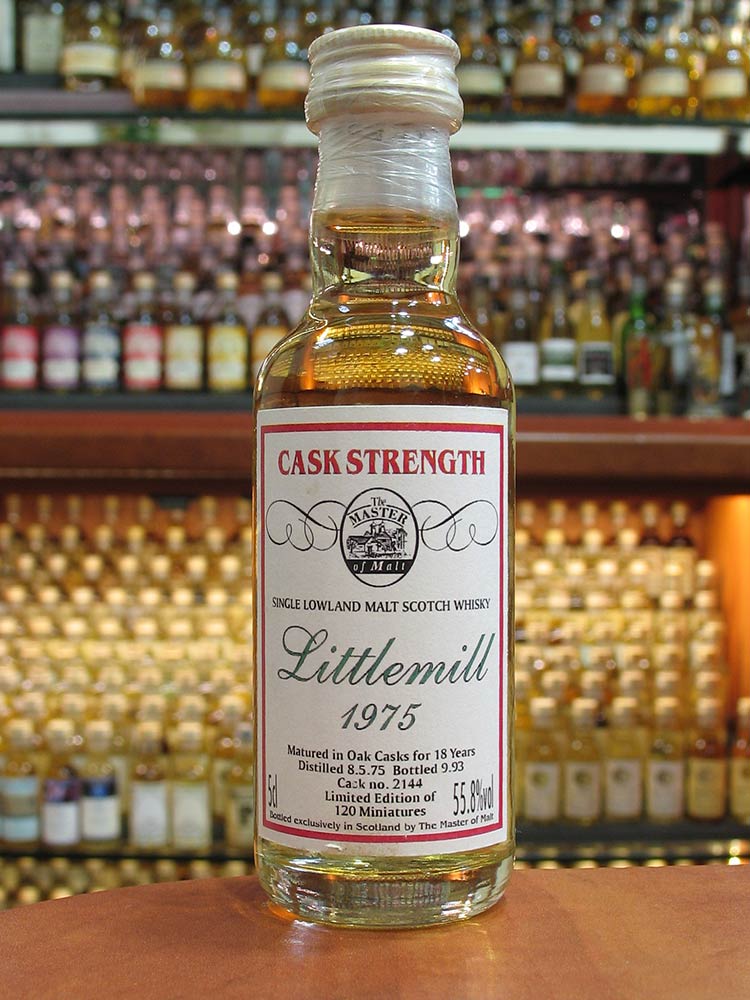 CASK STRENGTH
The
MASTER
of Malt
SINGLE LOWLAND MALT SCOTCH WHISKY
Littlemill
1975
Matured in Oak Casks for 18 Years
Distilled 8.5.75 Bottled 9.93
Cask no. 2144
Limited Edition of
120 Miniatures
5cl
55.8%vol
Bottled exclusively in Scotland by The Master of Malt